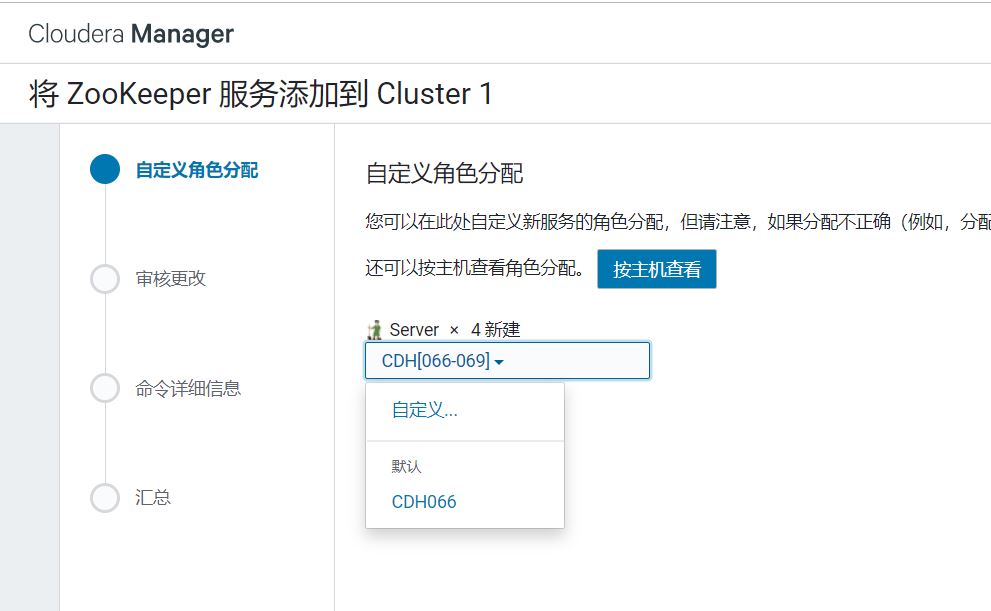 Cloudera Manager
将 ZooKeeper 服务添加到 Cluster 1
自定义角色分配
审核更改
命令详细信息
汇总
自定义角色分配
您可以在此处自定义新服务的角色分配，但请注意，如果分配不正确（例如，分配
还可以按主机查看角色分配。 按主机查看
Server × 4 新建
CDH[066-069]
自定义...
默认
CDH066